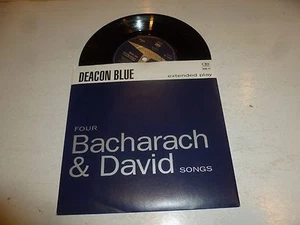 DEACON BLUE
extended play
FOUR
Bacharach
& David SONGS